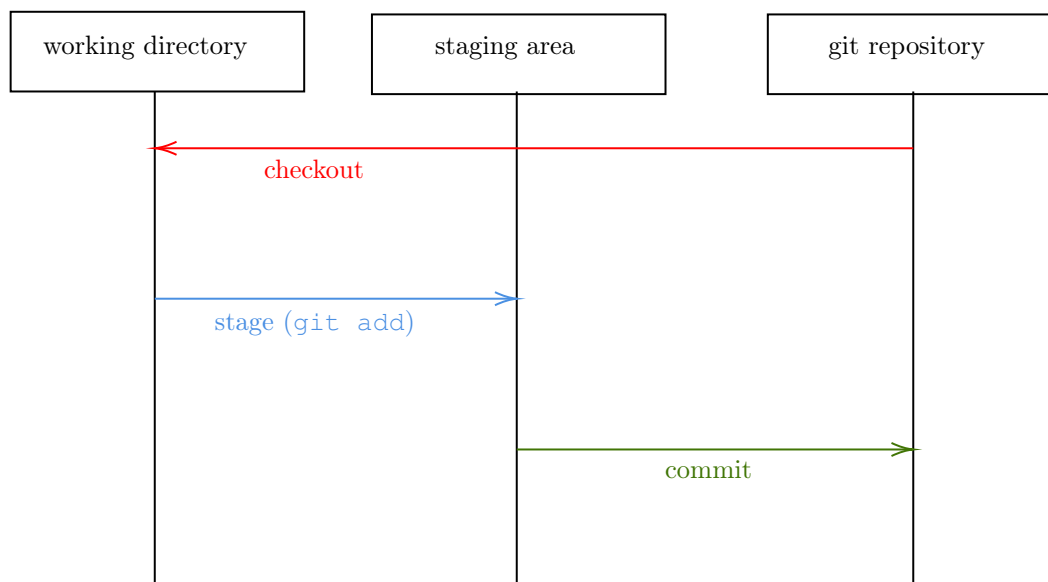 working directory
staging area
git repository
checkout
stage (git add)
commit